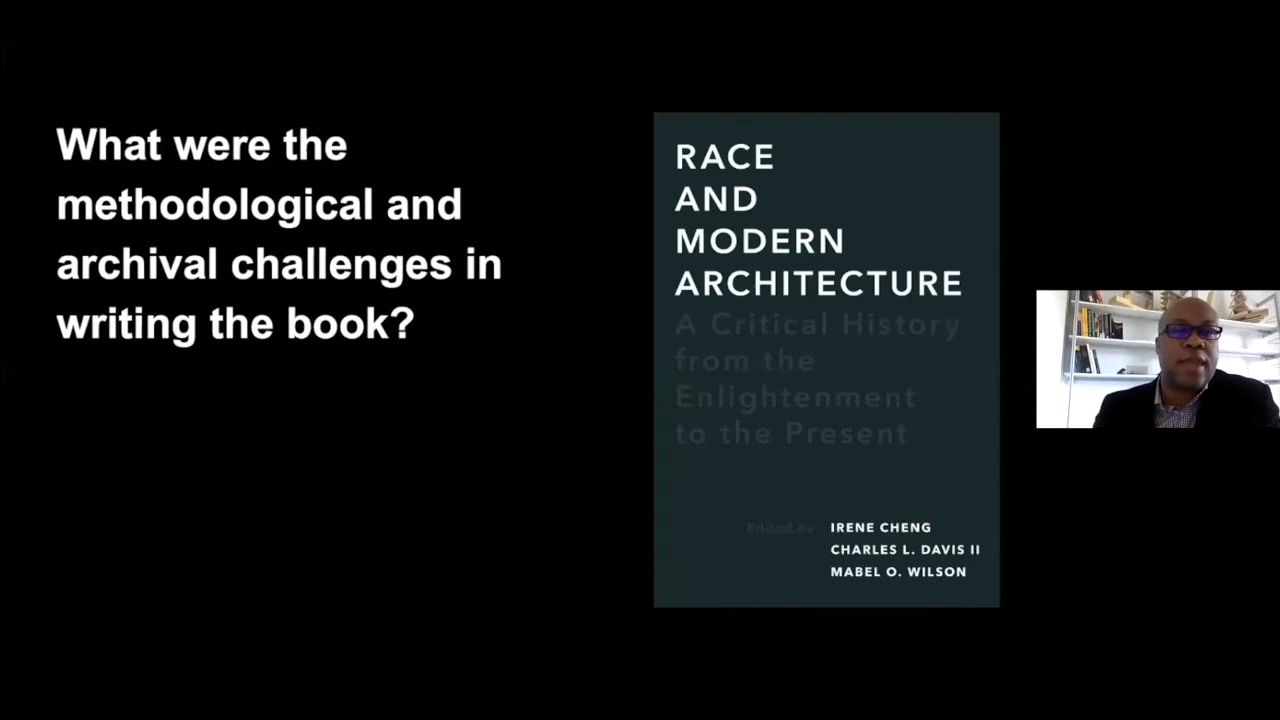 What were the
methodological and
archival challenges in
writing the book?
RACE
AND
MODERN
ARCHITECTURE
A Critical History
from the
Enlightenment
to the Present
Edited by IRENE CHENG
CHARLES L. DAVIS II
MABEL O. WILSON